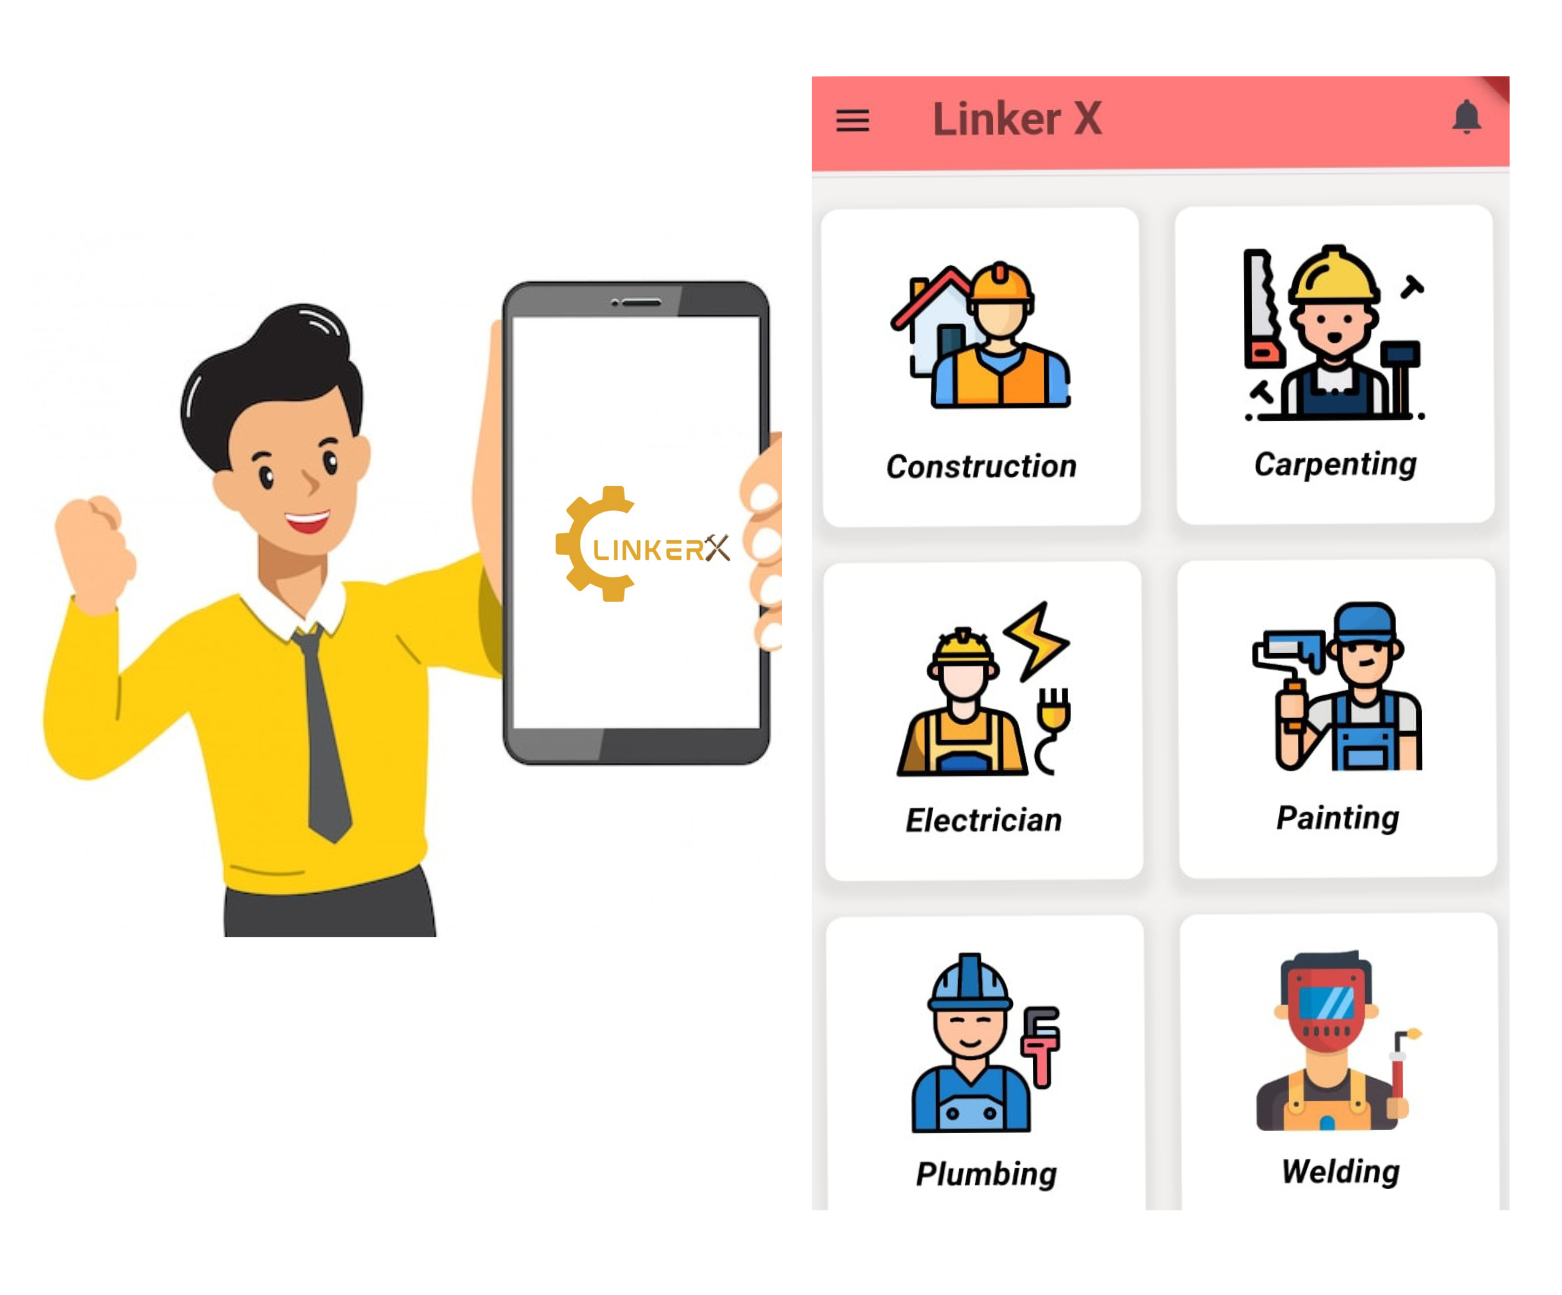 LINKERX
Linker X
Construction
Carpenting
Electrician
Painting
Plumbing
Welding